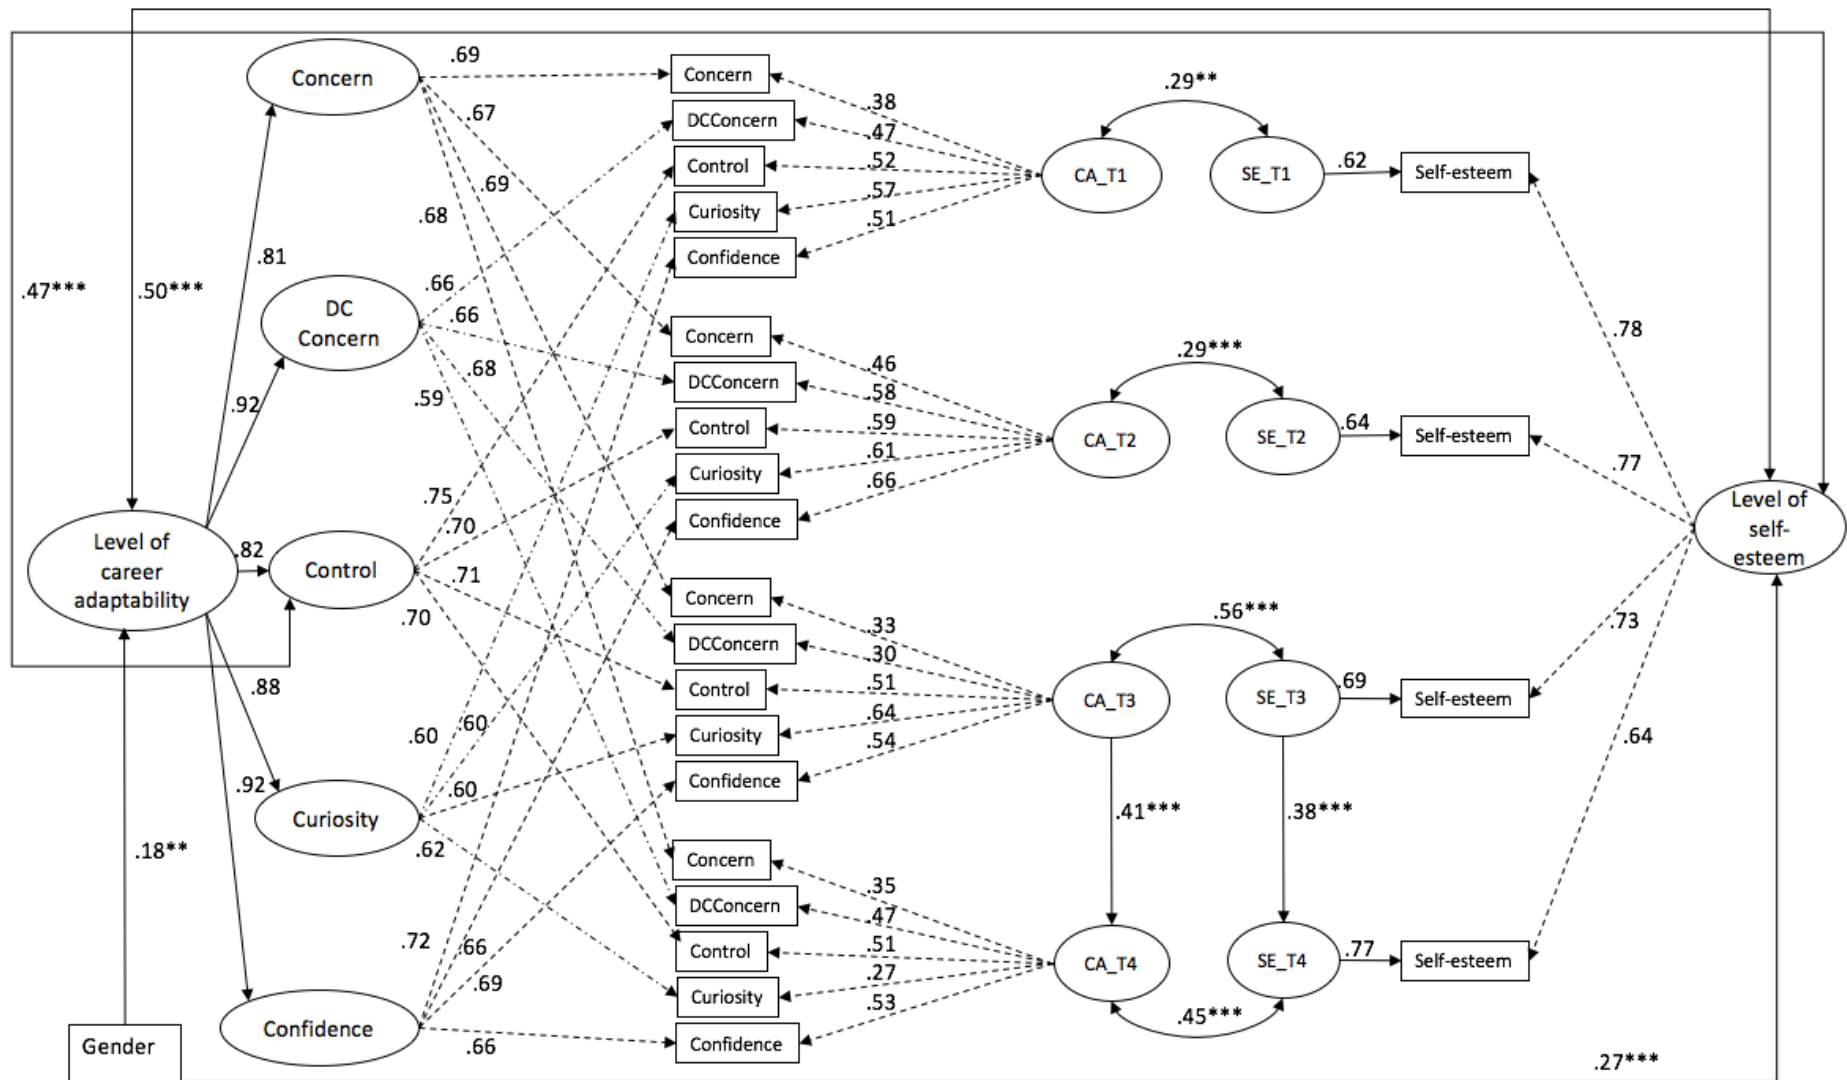 .69
Concern
Concern
.38
.29**
.67
DCConcern
.47
.52
Control
.62
CA_T1
SE_T1
Self-esteem
.69
.57
Curiosity
.68
.51
Confidence
.81
.47***
.50***
.66
DC
Concern
.66
Concern
.78
.29***
.46
.68
DCConcern
.58
.59
.92
Control
.59
.64
CA_T2
SE_T2
Self-esteem
.61
Curiosity
.77
.66
.75
.70
Confidence
Level of
self-
esteem
Level of
career
adaptability
.82
Control
.71
.70
Concern
.33
.56***
.73
DCConcern
.30
.51
Control
.69
CA_T3
SE_T3
Self-esteem
.88
.64
.60
.60
Curiosity
.54
.64
.92
.60
Confidence
Curiosity
.41***
.38***
.18**
.62
Concern
.35
DCConcern
.47
.72
.66
.51
Control
.77
CA_T4
SE_T4
Self-esteem
.69
.27
Curiosity
.53
.45***
Confidence
Gender
.66
Confidence
.27***